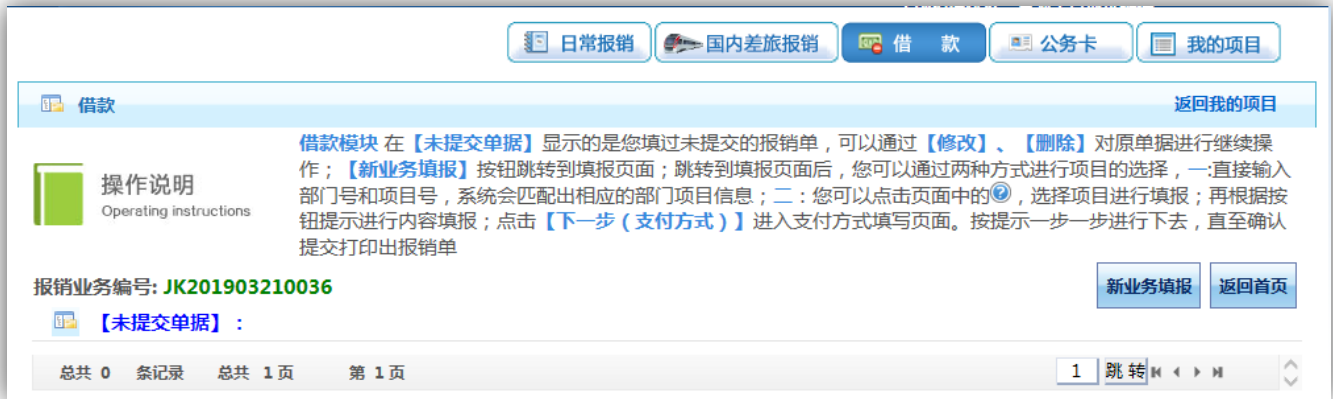 日常报销 国内差旅报销 借 款 公务卡 我的项目
借款 返回我的项目
借款模块 在【未提交单据】显示的是您填过未提交的报销单，可以通过【修改】、【删除】对原单据进行继续操
作；【新业务填报】按钮跳转到填报页面；跳转到填报页面后，您可以通过两种方式进行项目的选择，一:直接输入
部门号和项目号，系统会匹配出相应的部门项目信息；二：您可以点击页面中的?，选择项目进行填报；再根据按
钮提示进行内容填报；点击【下一步（支付方式）】进入支付方式填写页面。按提示一步一步进行下去，直至确认
提交打印出报销单
操作说明
Operating instructions
报销业务编号: JK201903210036
新业务填报 返回首页
【未提交单据】：
总共 0 条记录 总共 1 页 第 1 页 1 跳 转